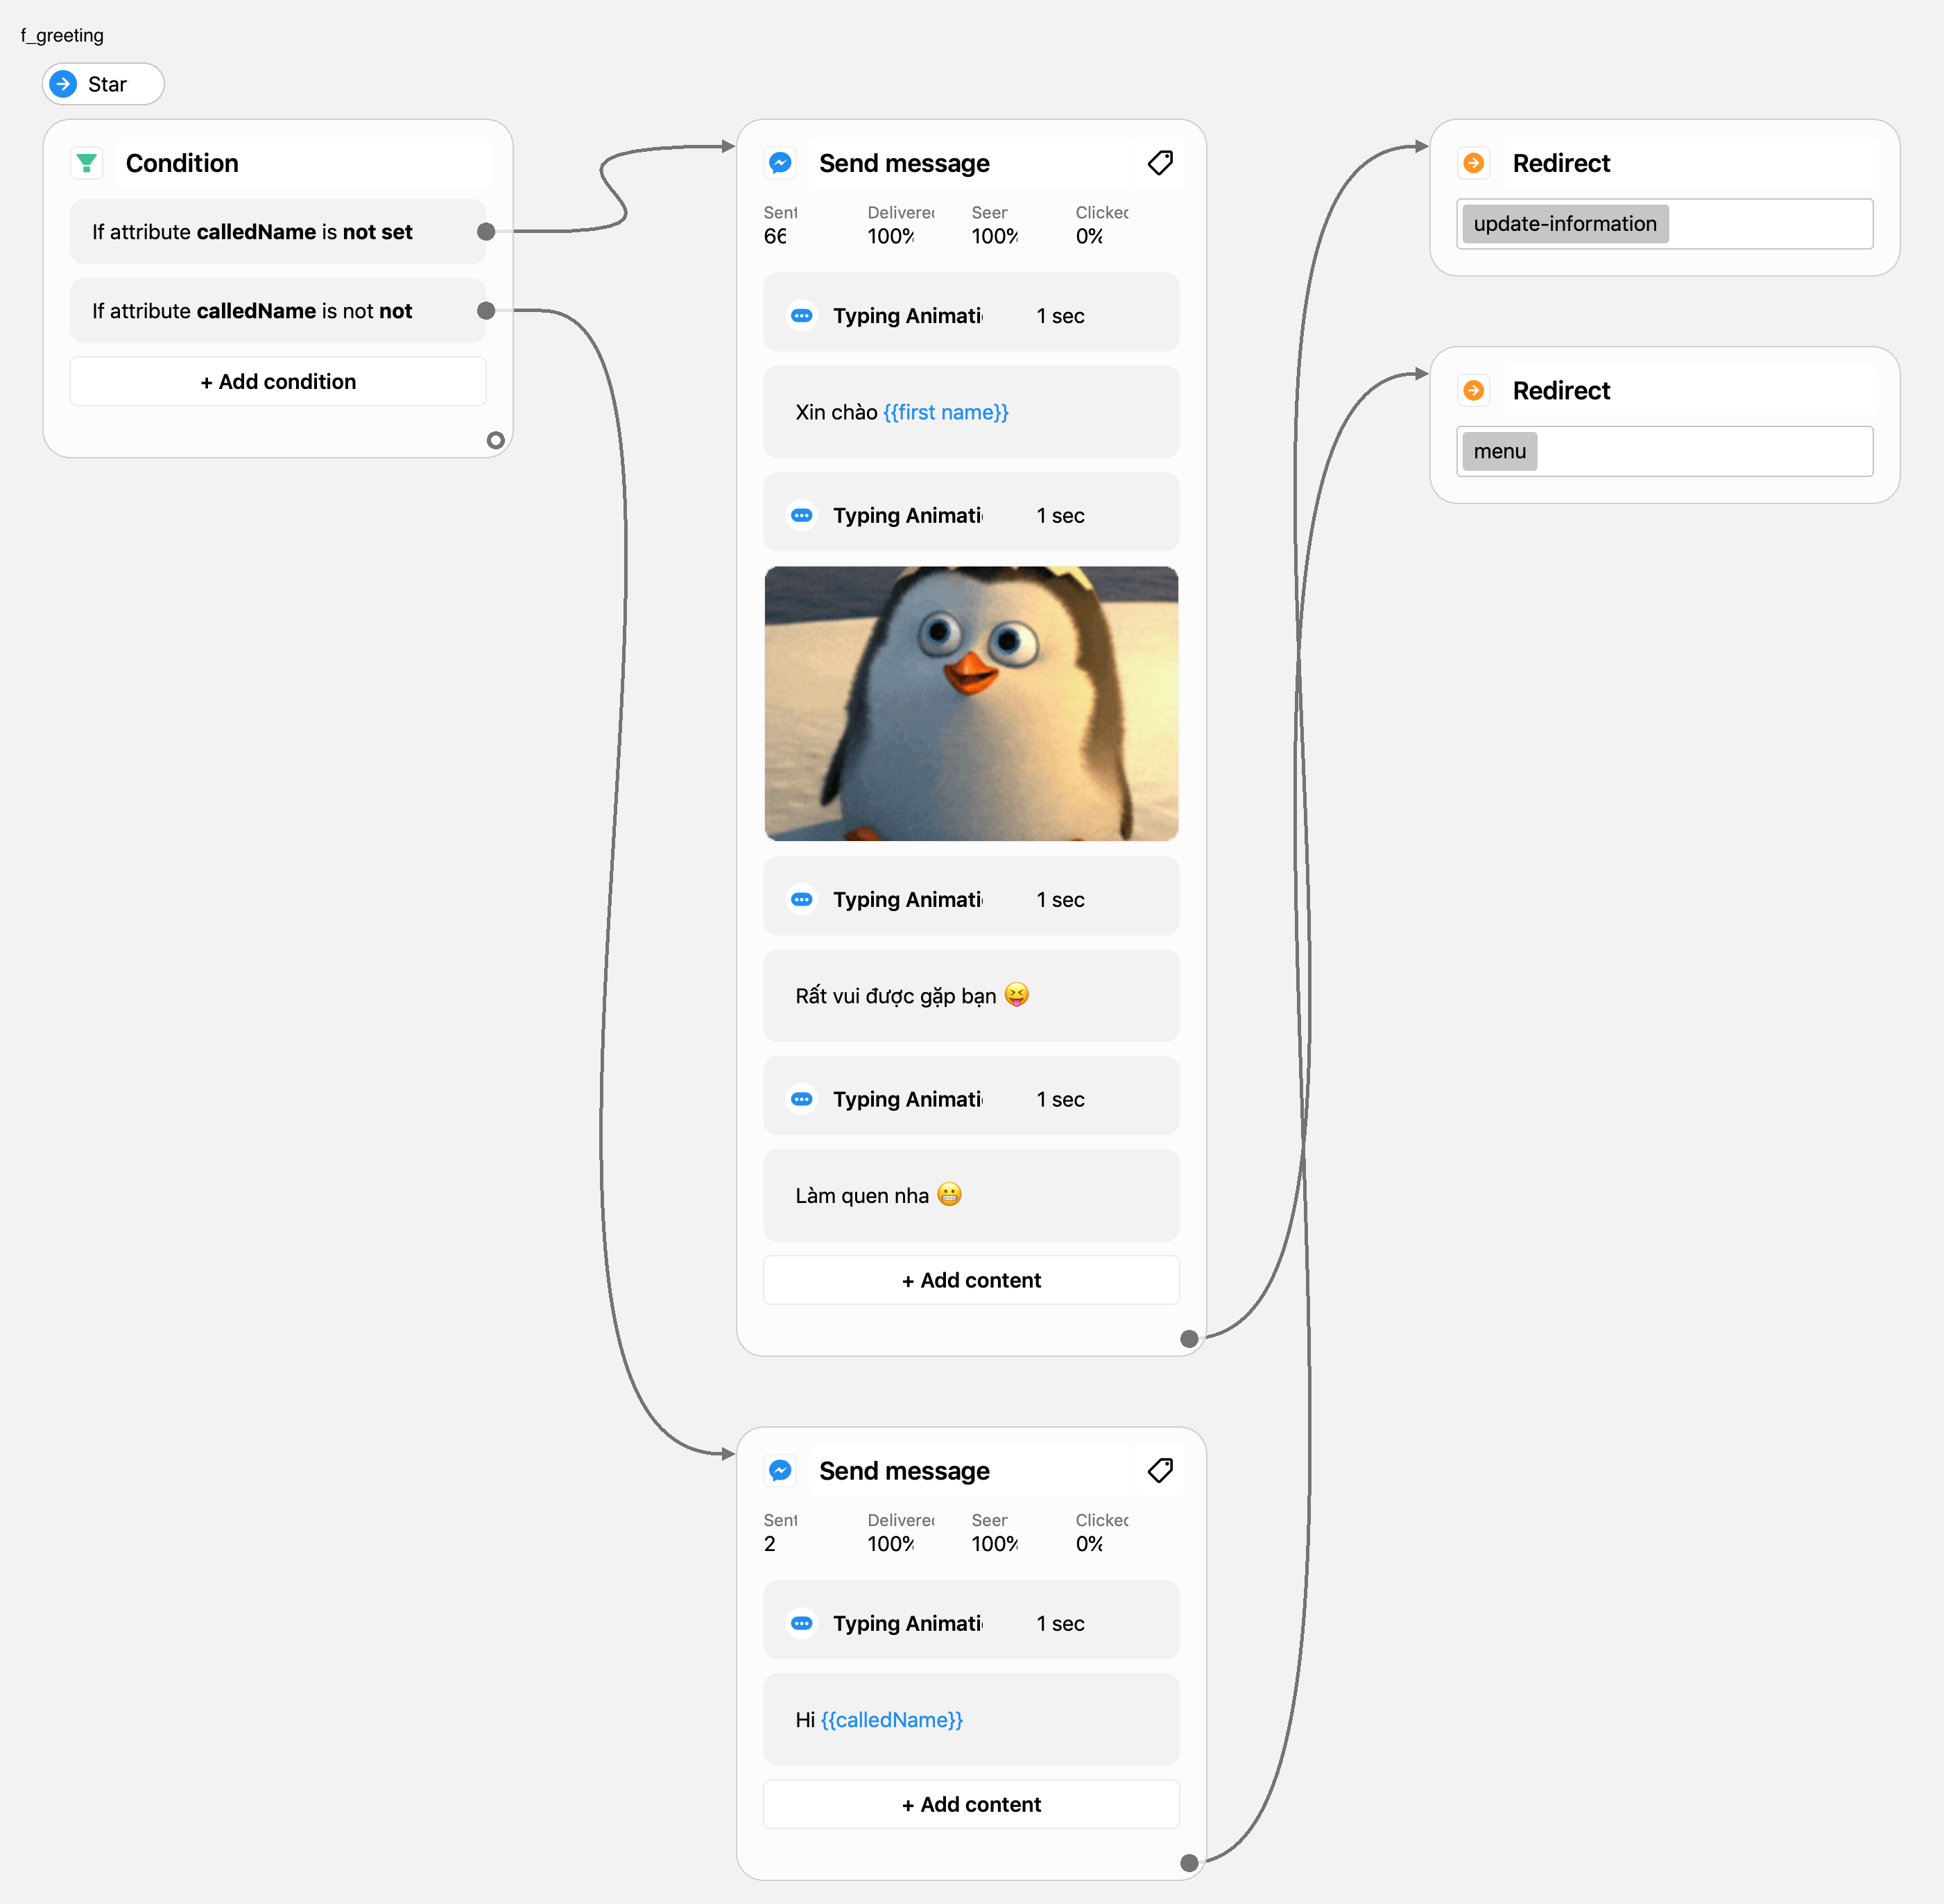 f_greeting
Star
Condition
If attribute calledName is not set
If attribute calledName is not not
+ Add condition
Send message
Sent Delivered Seen Clicked
66 100% 100% 0%
Typing Animati 1 sec
Xin chào {{first name}}
Typing Animati 1 sec
Typing Animati 1 sec
Rất vui được gặp bạn 😝
Typing Animati 1 sec
Làm quen nha 😬
+ Add content
Send message
Sent Delivered Seen Clicked
2 100% 100% 0%
Typing Animati 1 sec
Hi {{calledName}}
+ Add content
Redirect
update-information
Redirect
menu